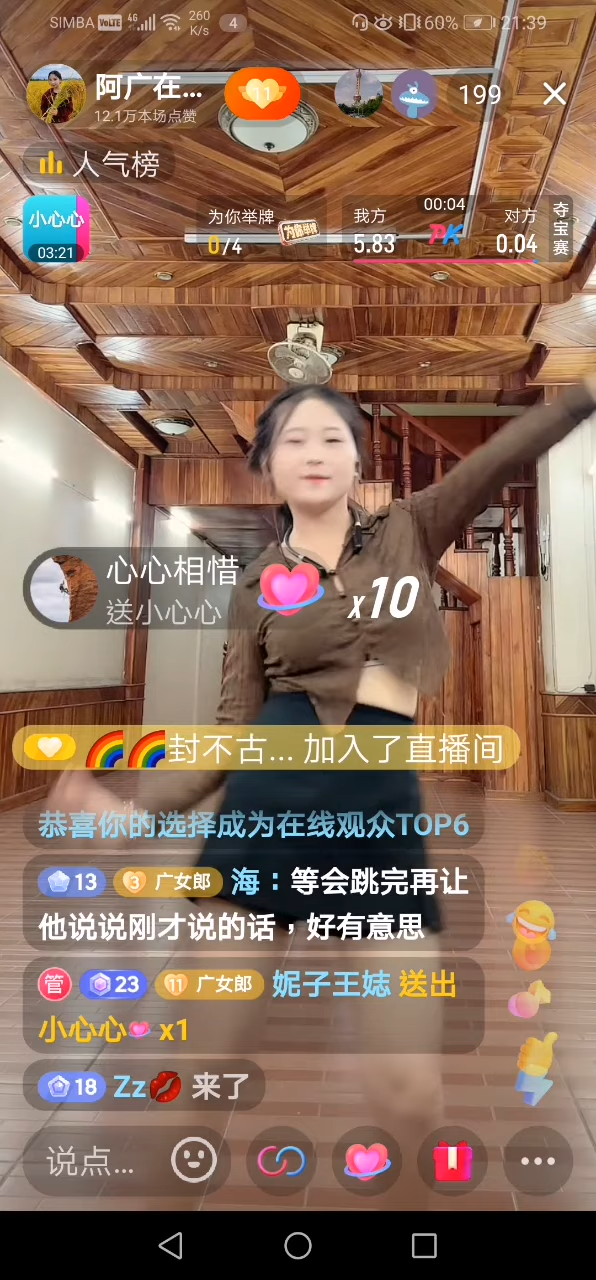 SIMBA VoLTE 4G 260 K/s 4 60% 21:39
阿广在... 11 199
12.1万本场点赞
人气榜
小心心
03:21
为你举牌
0/4
为你举牌
我方
5.83
00:04
PK
对方
0.04
夺宝赛
心心相惜
送小心心
x10
封不古... 加入了直播间
恭喜你的选择成为在线观众TOP6
13 3 广女郎 海：等会跳完再让
他说说刚才说的话，好有意思
管 23 11 广女郎 妮子王娡 送出
小心心 x1
18 Zz 来了
说点...